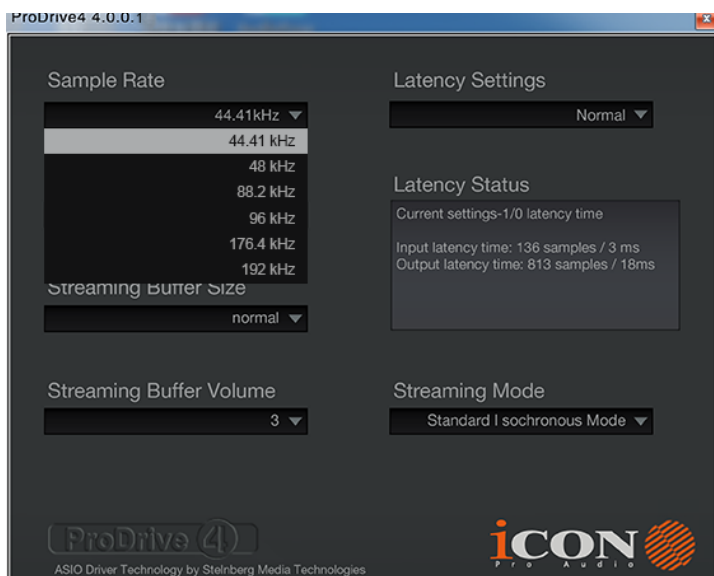 ProDrive4 4.0.0.1
Sample Rate
44.41kHz
44.41 kHz
48 kHz
88.2 kHz
96 kHz
176.4 kHz
192 kHz
Streaming Buffer Size
normal
Streaming Buffer Volume
3
Latency Settings
Normal
Latency Status
Current settings-1/0 latency time
Input latency time: 136 samples / 3 ms
Output latency time: 813 samples / 18ms
Streaming Mode
Standard I sochronous Mode
ProDrive 4
ASIO Driver Technology by Steinberg Media Technologies
iCON
Pro Audio